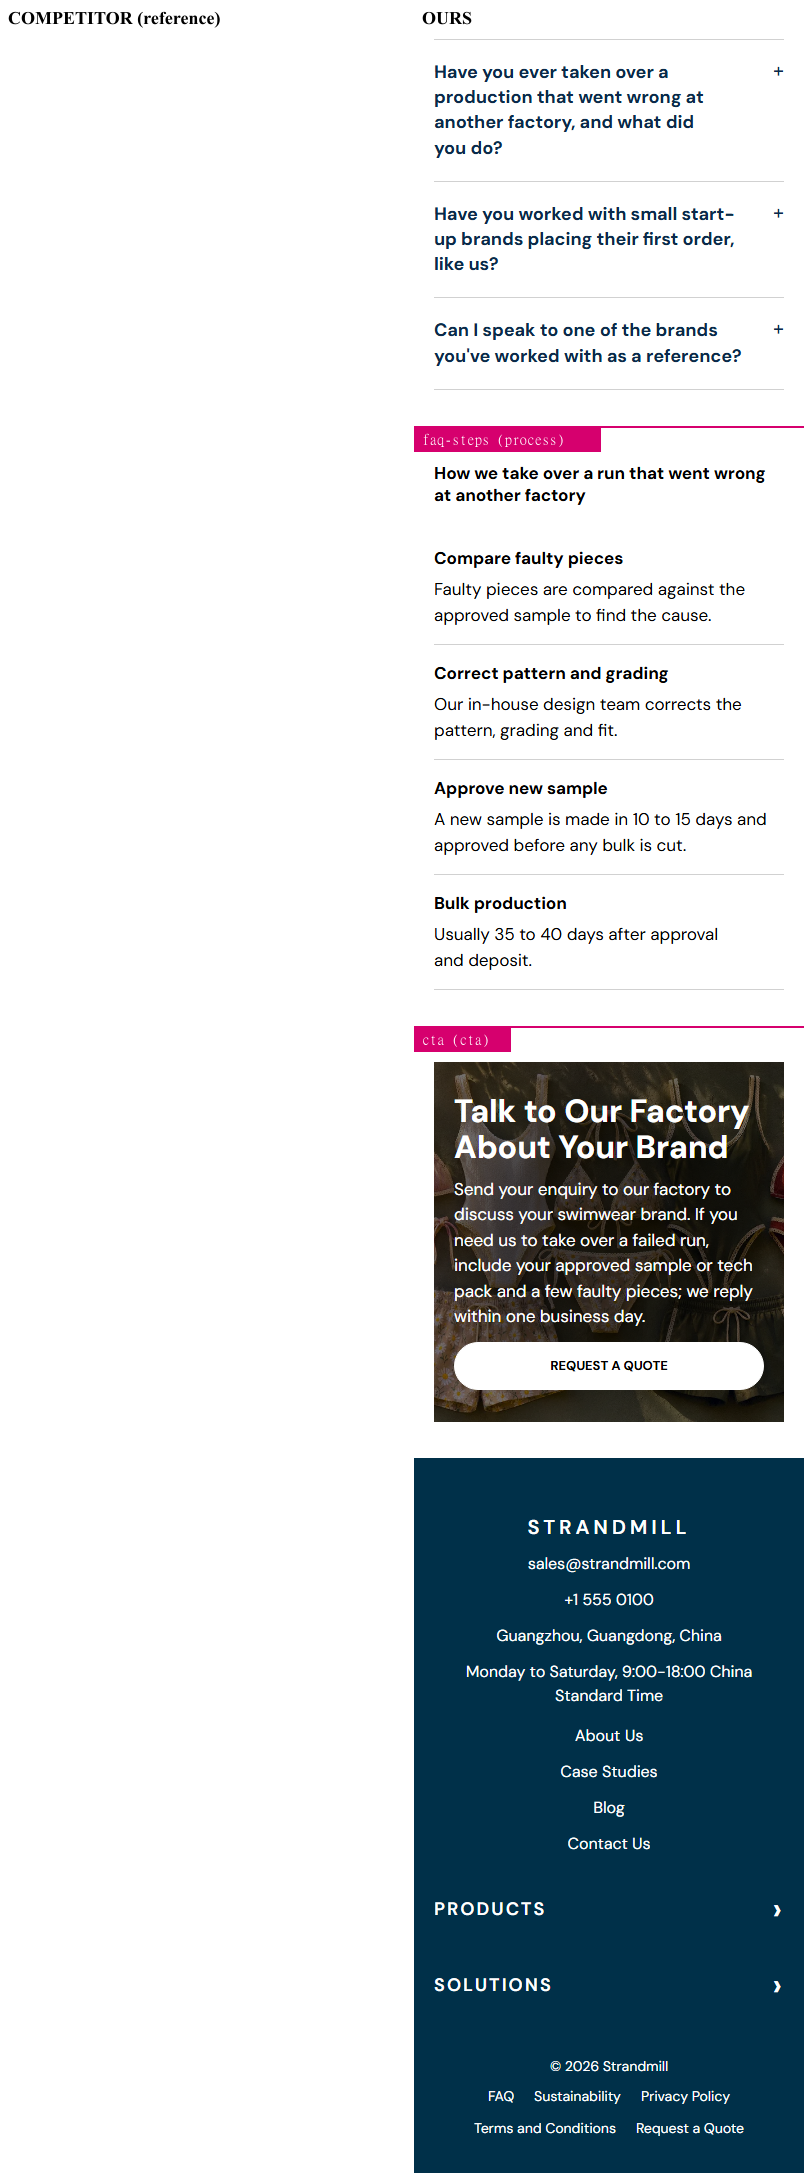 COMPETITOR (reference)
OURS
Have you ever taken over a
production that went wrong at
another factory, and what did
you do?
+
Have you worked with small start-
up brands placing their first order,
like us?
+
Can I speak to one of the brands
you've worked with as a reference?
+
faq-steps (process)
How we take over a run that went wrong
at another factory
Compare faulty pieces
Faulty pieces are compared against the
approved sample to find the cause.
Correct pattern and grading
Our in-house design team corrects the
pattern, grading and fit.
Approve new sample
A new sample is made in 10 to 15 days and
approved before any bulk is cut.
Bulk production
Usually 35 to 40 days after approval
and deposit.
cta (cta)
Talk to Our Factory
About Your Brand
Send your enquiry to our factory to
discuss your swimwear brand. If you
need us to take over a failed run,
include your approved sample or tech
pack and a few faulty pieces; we reply
within one business day.
REQUEST A QUOTE
STRANDMILL
sales@strandmill.com
+1 555 0100
Guangzhou, Guangdong, China
Monday to Saturday, 9:00-18:00 China
Standard Time
About Us
Case Studies
Blog
Contact Us
PRODUCTS ›
SOLUTIONS ›
© 2026 Strandmill
FAQ Sustainability Privacy Policy
Terms and Conditions Request a Quote